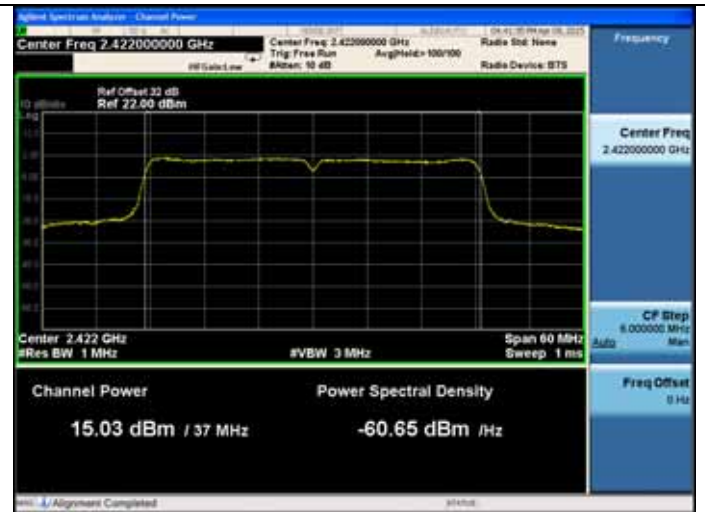 Agilent Spectrum Analyzer - Channel Power
Center Freq 2.422000000 GHz
#IFGain:Low
Center Freq: 2.422000000 GHz
Trig: Free Run Avg|Hold:> 100/100
#Atten: 10 dB
Radio Std: None
Radio Device: BTS
Frequency
Ref Offset 32 dB
10 dB/div Ref 22.00 dBm
Log
Center Freq
2.422000000 GHz
Center 2.422 GHz
Span 60 MHz
#Res BW 1 MHz
#VBW 3 MHz
Sweep 1 ms
CF Step
6.000000 MHz
Auto Man
Channel Power
Power Spectral Density
Freq Offset
0 Hz
15.03 dBm / 37 MHz
-60.65 dBm /Hz
MSG Alignment Completed
STATUS